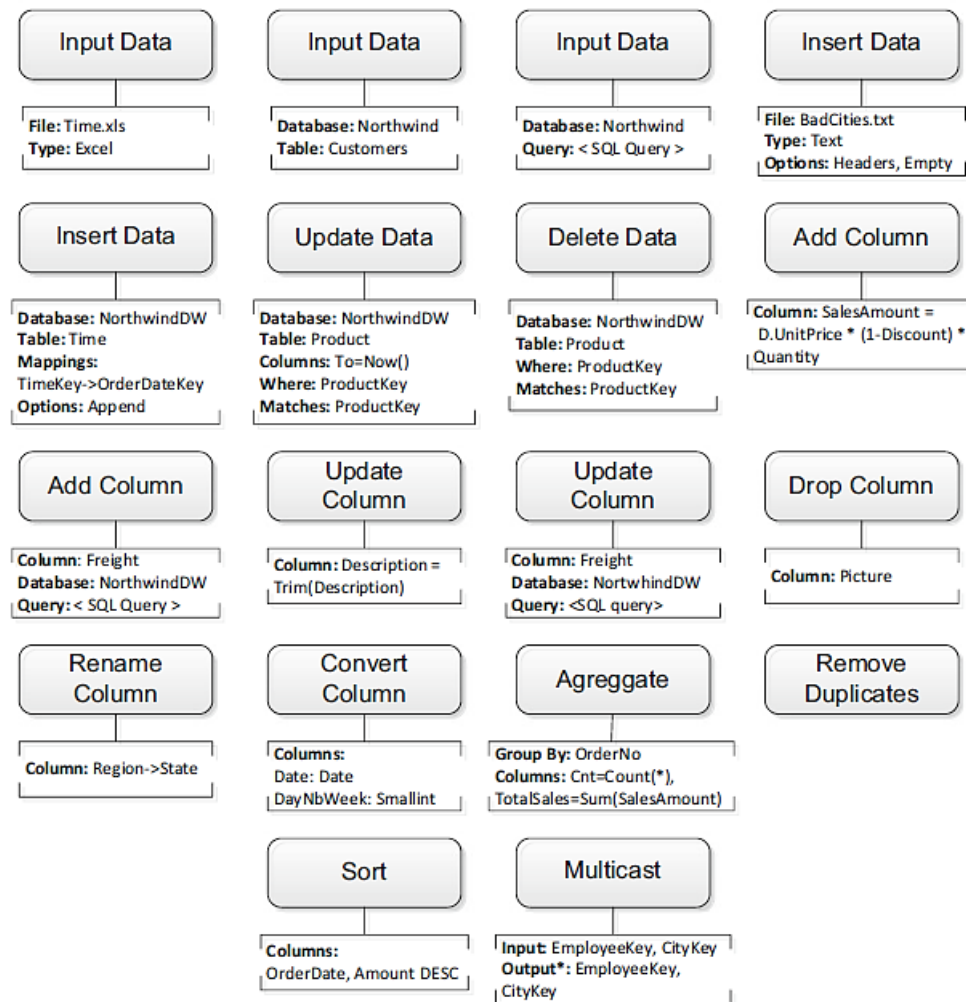 Input Data
File: Time.xls
Type: Excel
Input Data
Database: Northwind
Table: Customers
Input Data
Database: Northwind
Query: < SQL Query >
Insert Data
File: BadCities.txt
Type: Text
Options: Headers, Empty
Insert Data
Database: NorthwindDW
Table: Time
Mappings:
TimeKey->OrderDateKey
Options: Append
Update Data
Database: NorthwindDW
Table: Product
Columns: To=Now()
Where: ProductKey
Matches: ProductKey
Delete Data
Database: NorthwindDW
Table: Product
Where: ProductKey
Matches: ProductKey
Add Column
Column: SalesAmount =
D.UnitPrice * (1-Discount) *
Quantity
Add Column
Column: Freight
Database: NorthwindDW
Query: < SQL Query >
Update
Column
Column: Description =
Trim(Description)
Update
Column
Column: Freight
Database: NortwhindDW
Query: <SQL query>
Drop Column
Column: Picture
Rename
Column
Column: Region->State
Convert
Column
Columns:
Date: Date
DayNbWeek: Smallint
Agreggate
Group By: OrderNo
Columns: Cnt=Count(*),
TotalSales=Sum(SalesAmount)
Remove
Duplicates
Sort
Columns:
OrderDate, Amount DESC
Multicast
Input: EmployeeKey, CityKey
Output*: EmployeeKey,
CityKey